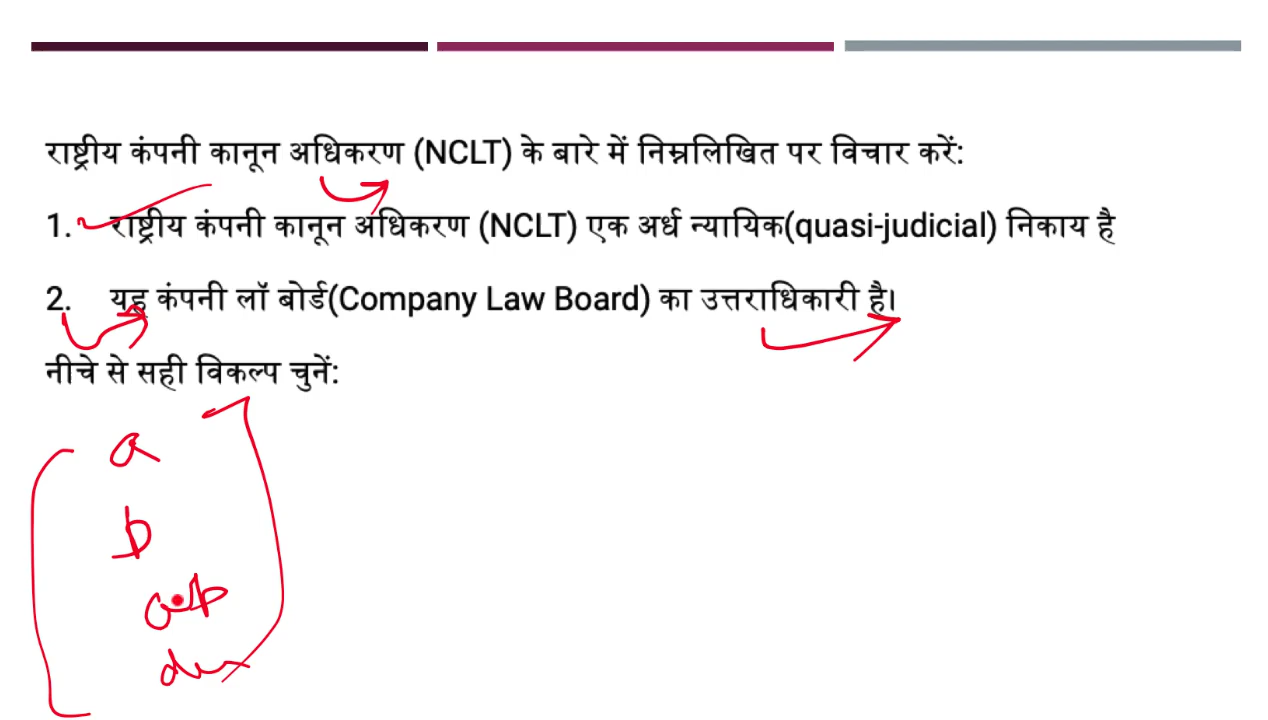 राष्ट्रीय कंपनी कानून अधिकरण (NCLT) के बारे में निम्नलिखित पर विचार करें:
1. राष्ट्रीय कंपनी कानून अधिकरण (NCLT) एक अर्ध न्यायिक(quasi-judicial) निकाय है
2. यह कंपनी लॉ बोर्ड(Company Law Board) का उत्तराधिकारी है।
नीचे से सही विकल्प चुनें:
a
b